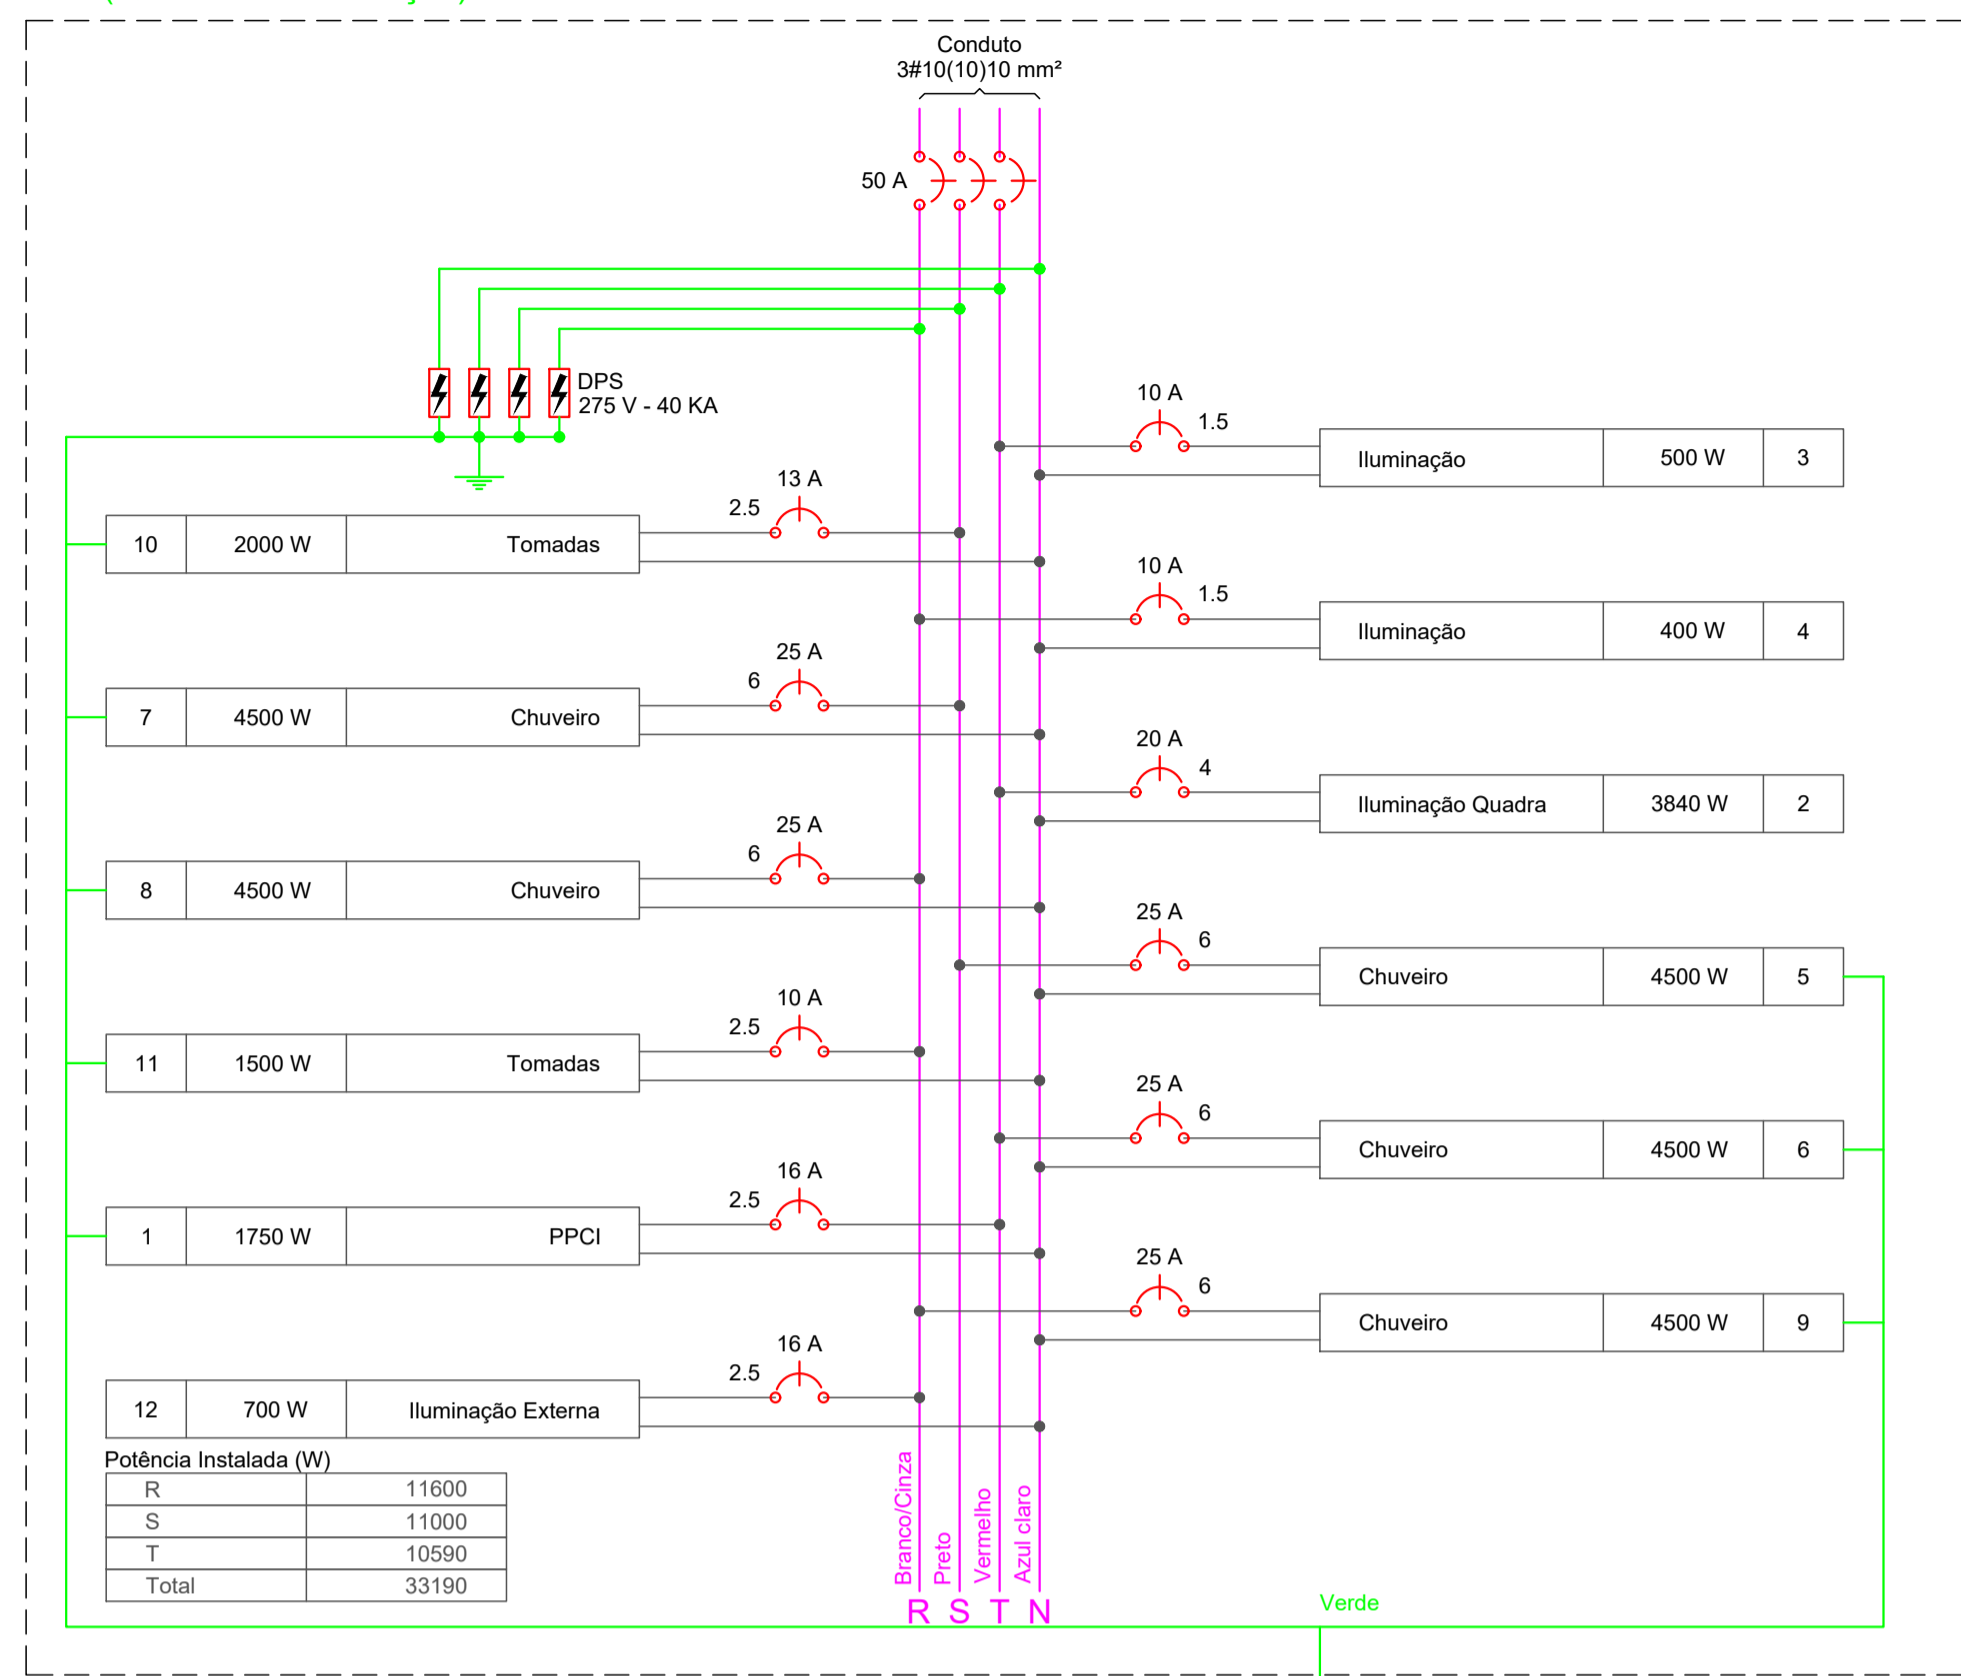 Conduto
3#10(10)10 mm²
50 A
DPS
275 V - 40 KA
10 A
1.5
Iluminação 500 W 3
13 A
2.5
10 2000 W Tomadas
10 A
1.5
Iluminação 400 W 4
25 A
6
7 4500 W Chuveiro
20 A
4
Iluminação Quadra 3840 W 2
25 A
6
8 4500 W Chuveiro
25 A
6
Chuveiro 4500 W 5
10 A
2.5
11 1500 W Tomadas
25 A
6
Chuveiro 4500 W 6
16 A
2.5
1 1750 W PPCI
25 A
6
Chuveiro 4500 W 9
16 A
2.5
12 700 W Iluminação Externa
Potência Instalada (W)
R 11600
S 11000
T 10590
Total 33190
Branco/Cinza
Preto
Vermelho
Azul claro
R S T N
Verde